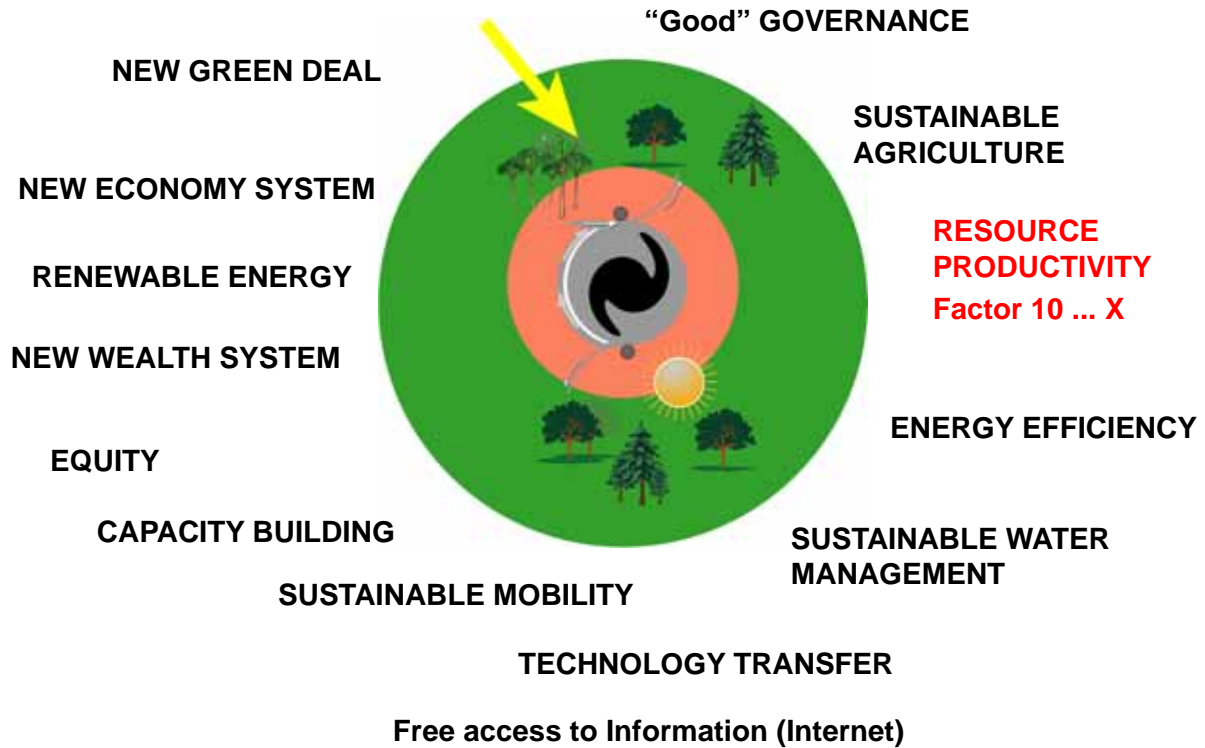 “Good” GOVERNANCE
NEW GREEN DEAL
SUSTAINABLE
AGRICULTURE
NEW ECONOMY SYSTEM
RESOURCE
PRODUCTIVITY
Factor 10 ... X
RENEWABLE ENERGY
NEW WEALTH SYSTEM
ENERGY EFFICIENCY
EQUITY
CAPACITY BUILDING
SUSTAINABLE WATER
MANAGEMENT
SUSTAINABLE MOBILITY
TECHNOLOGY TRANSFER
Free access to Information (Internet)